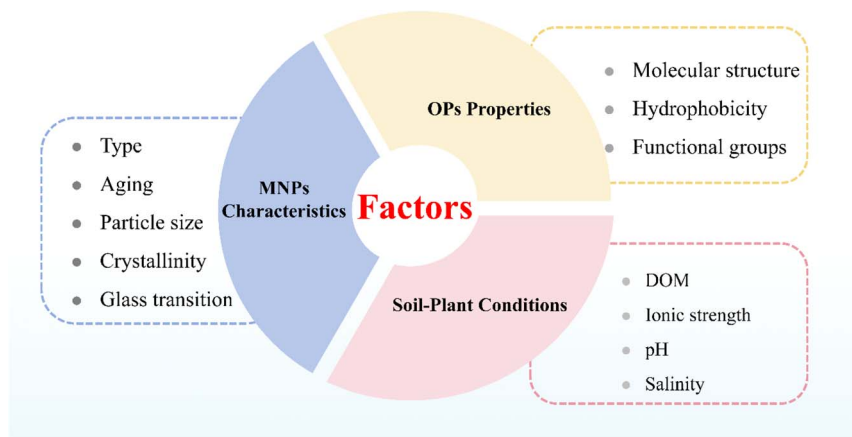 OPs Properties
Molecular structure
Hydrophobicity
Functional groups
MNPs
Characteristics
Type
Aging
Particle size
Crystallinity
Glass transition
Factors
Soil-Plant Conditions
DOM
Ionic strength
pH
Salinity